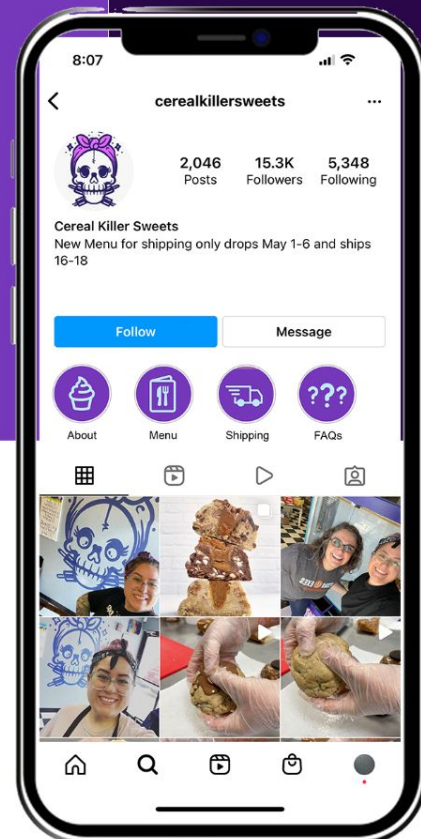 8:07
cerealkillersweets
2,046 15.3K 5,348
Posts Followers Following
Cereal Killer Sweets
New Menu for shipping only drops May 1-6 and ships
16-18
Follow Message
???
About Menu Shipping FAQs